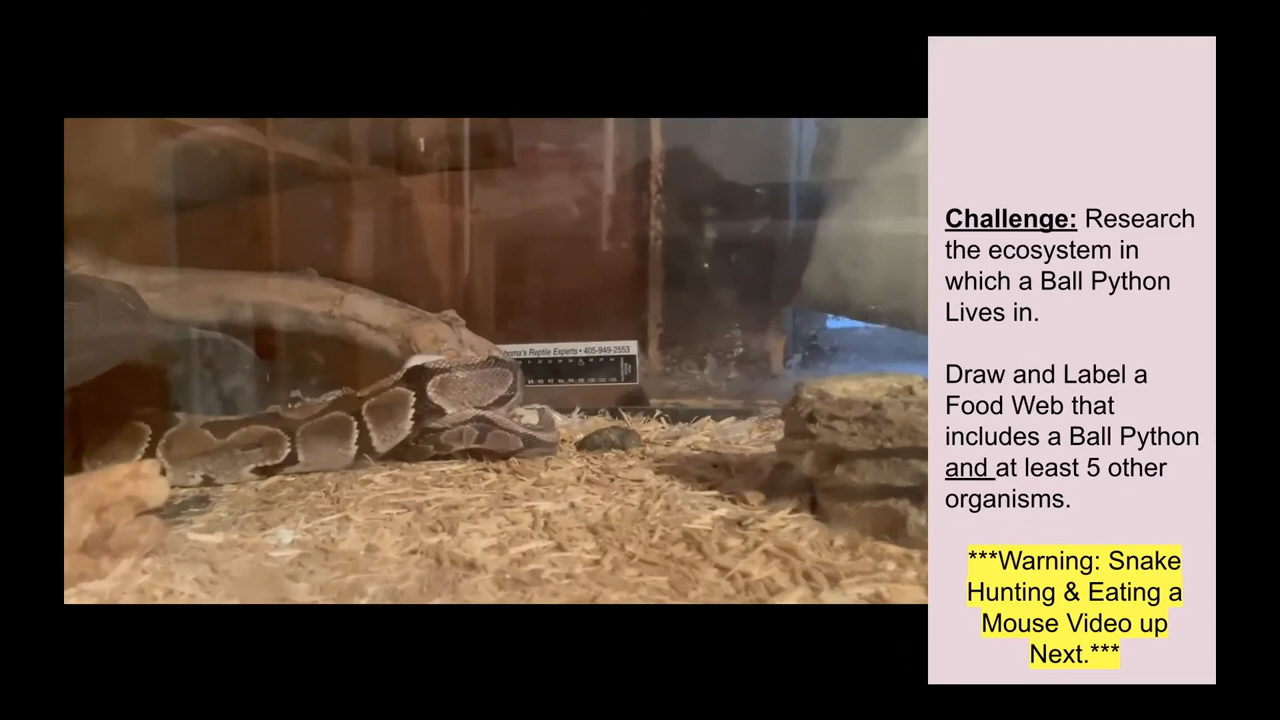 homa's Reptile Experts • 405-949-2553
Challenge: Research
the ecosystem in
which a Ball Python
Lives in.
Draw and Label a
Food Web that
includes a Ball Python
and at least 5 other
organisms.
***Warning: Snake
Hunting & Eating a
Mouse Video up
Next.***